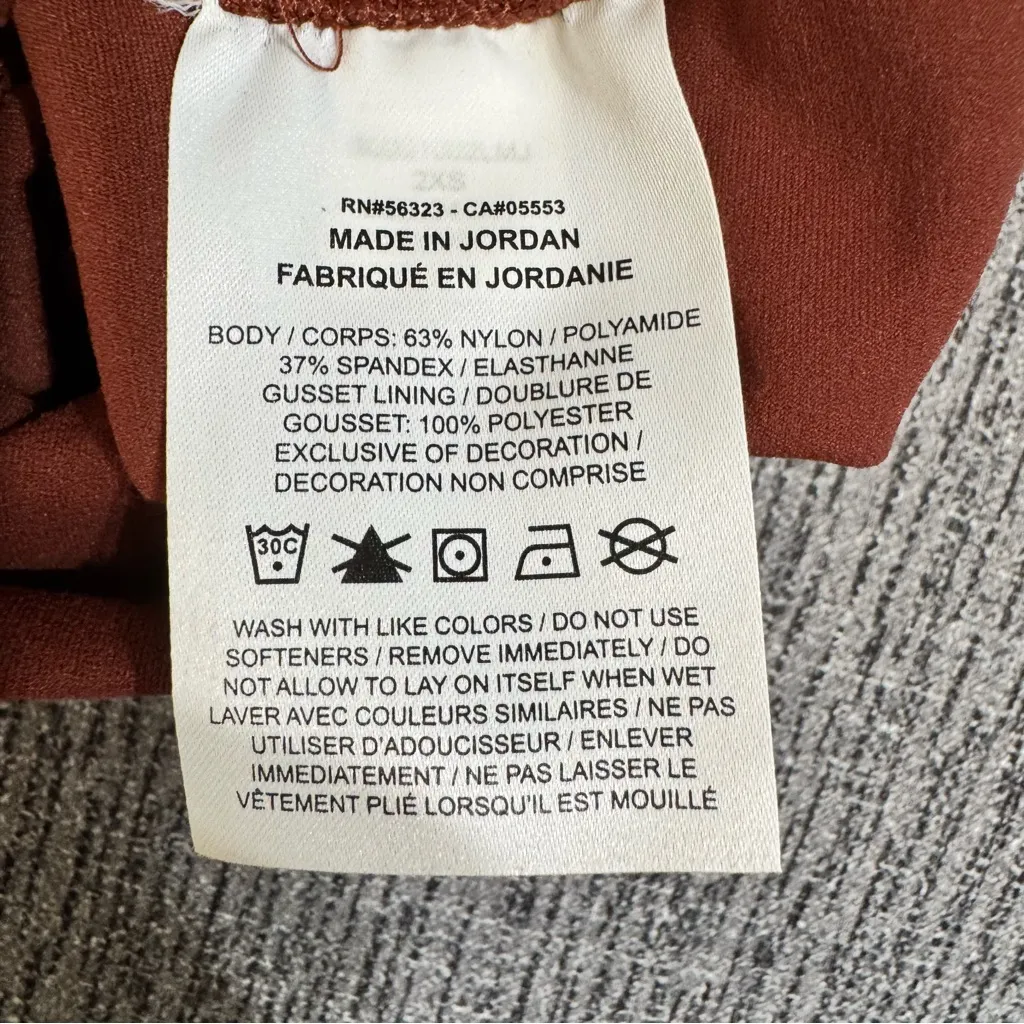 2XS
RN#56323 - CA#05553
MADE IN JORDAN
FABRIQUÉ EN JORDANIE
BODY / CORPS: 63% NYLON / POLYAMIDE
37% SPANDEX / ELASTHANNE
GUSSET LINING / DOUBLURE DE
GOUSSET: 100% POLYESTER
EXCLUSIVE OF DECORATION /
DECORATION NON COMPRISE
30C
WASH WITH LIKE COLORS / DO NOT USE
SOFTENERS / REMOVE IMMEDIATELY / DO
NOT ALLOW TO LAY ON ITSELF WHEN WET
LAVER AVEC COULEURS SIMILAIRES / NE PAS
UTILISER D'ADOUCISSEUR / ENLEVER
IMMEDIATEMENT / NE PAS LAISSER LE
VÊTEMENT PLIÉ LORSQU'IL EST MOUILLÉ